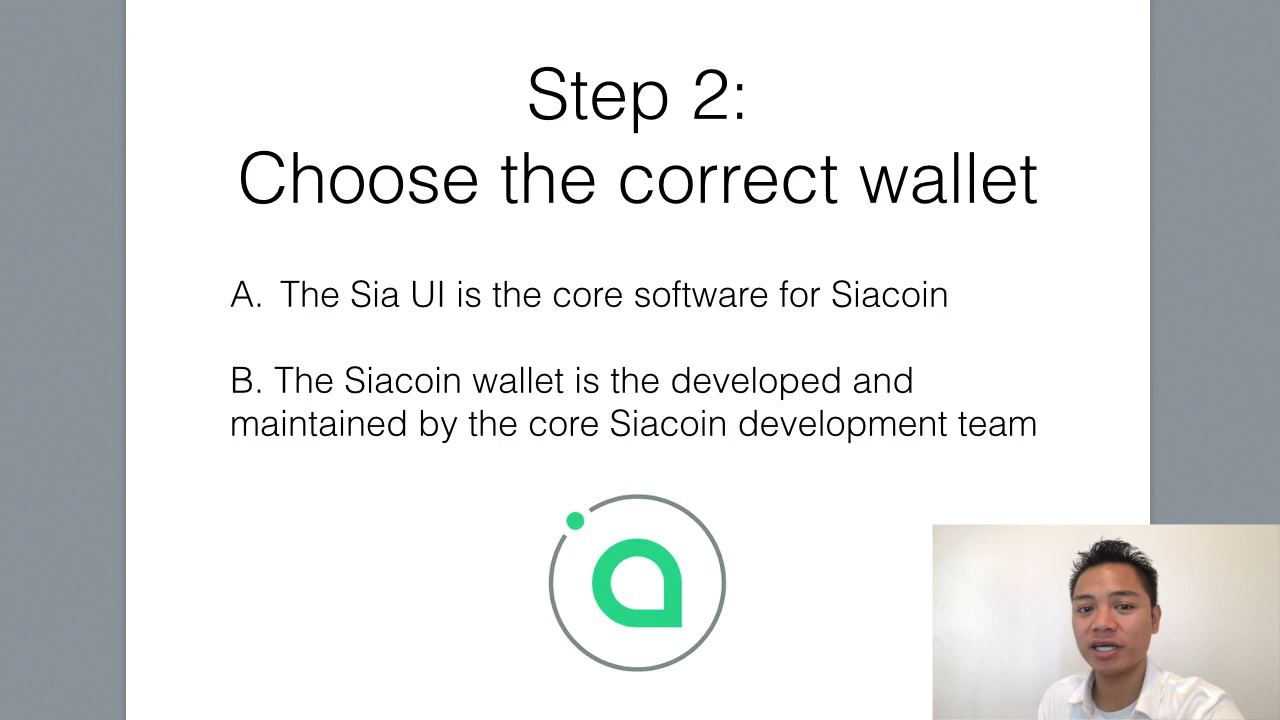 Step 2:
Choose the correct wallet
A. The Sia UI is the core software for Siacoin
B. The Siacoin wallet is the developed and
maintained by the core Siacoin development team